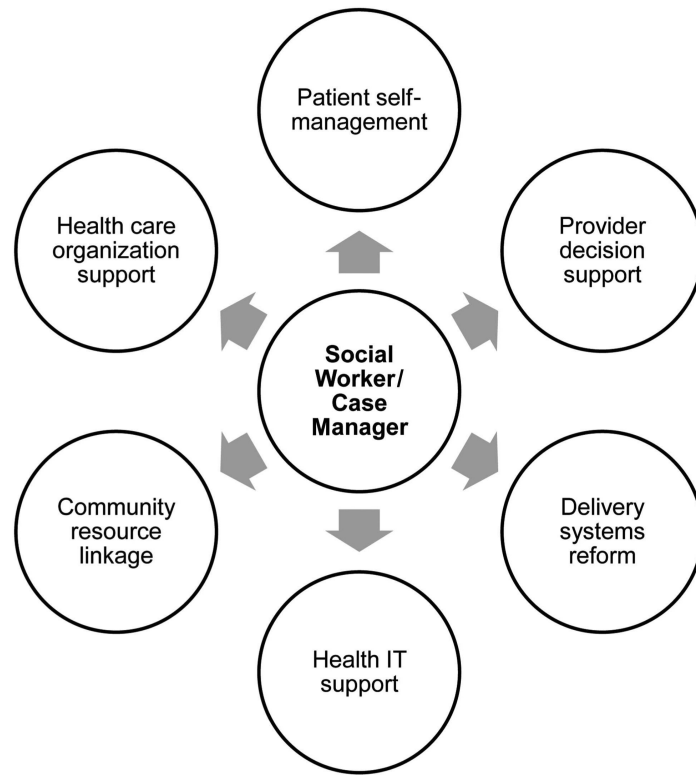 Patient self-
management
Health care
organization
support
Provider
decision
support
Social
Worker/
Case
Manager
Community
resource
linkage
Delivery
systems
reform
Health IT
support